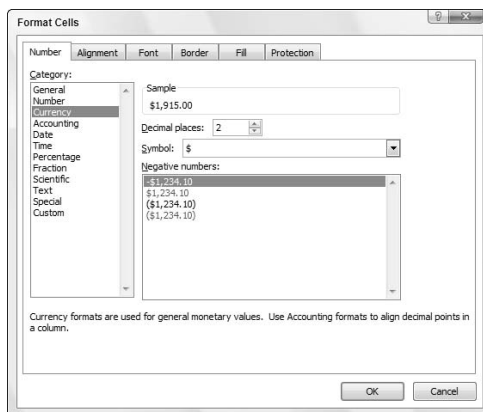 Format Cells
Number Alignment Font Border Fill Protection
Category:
General
Number
Currency
Accounting
Date
Time
Percentage
Fraction
Scientific
Text
Special
Custom
Sample
$1,915.00
Decimal places: 2
Symbol: $
Negative numbers:
-$1,234.10
$1,234.10
($1,234.10)
($1,234.10)
Currency formats are used for general monetary values. Use Accounting formats to align decimal points in
a column.
OK Cancel